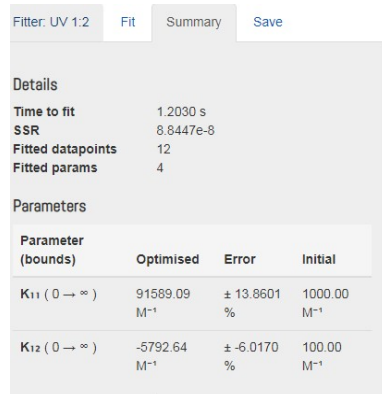 Fitter: UV 1:2 Fit Summary Save
Details
Time to fit 1.2030 s
SSR 8.8447e-8
Fitted datapoints 12
Fitted params 4
Parameters
Parameter
(bounds) Optimised Error Initial
K₁₁ ( 0 → ∞ ) 91589.09 ± 13.8601 1000.00
M⁻¹ % M⁻¹
K₁₂ ( 0 → ∞ ) -5792.64 ± -6.0170 100.00
M⁻¹ % M⁻¹